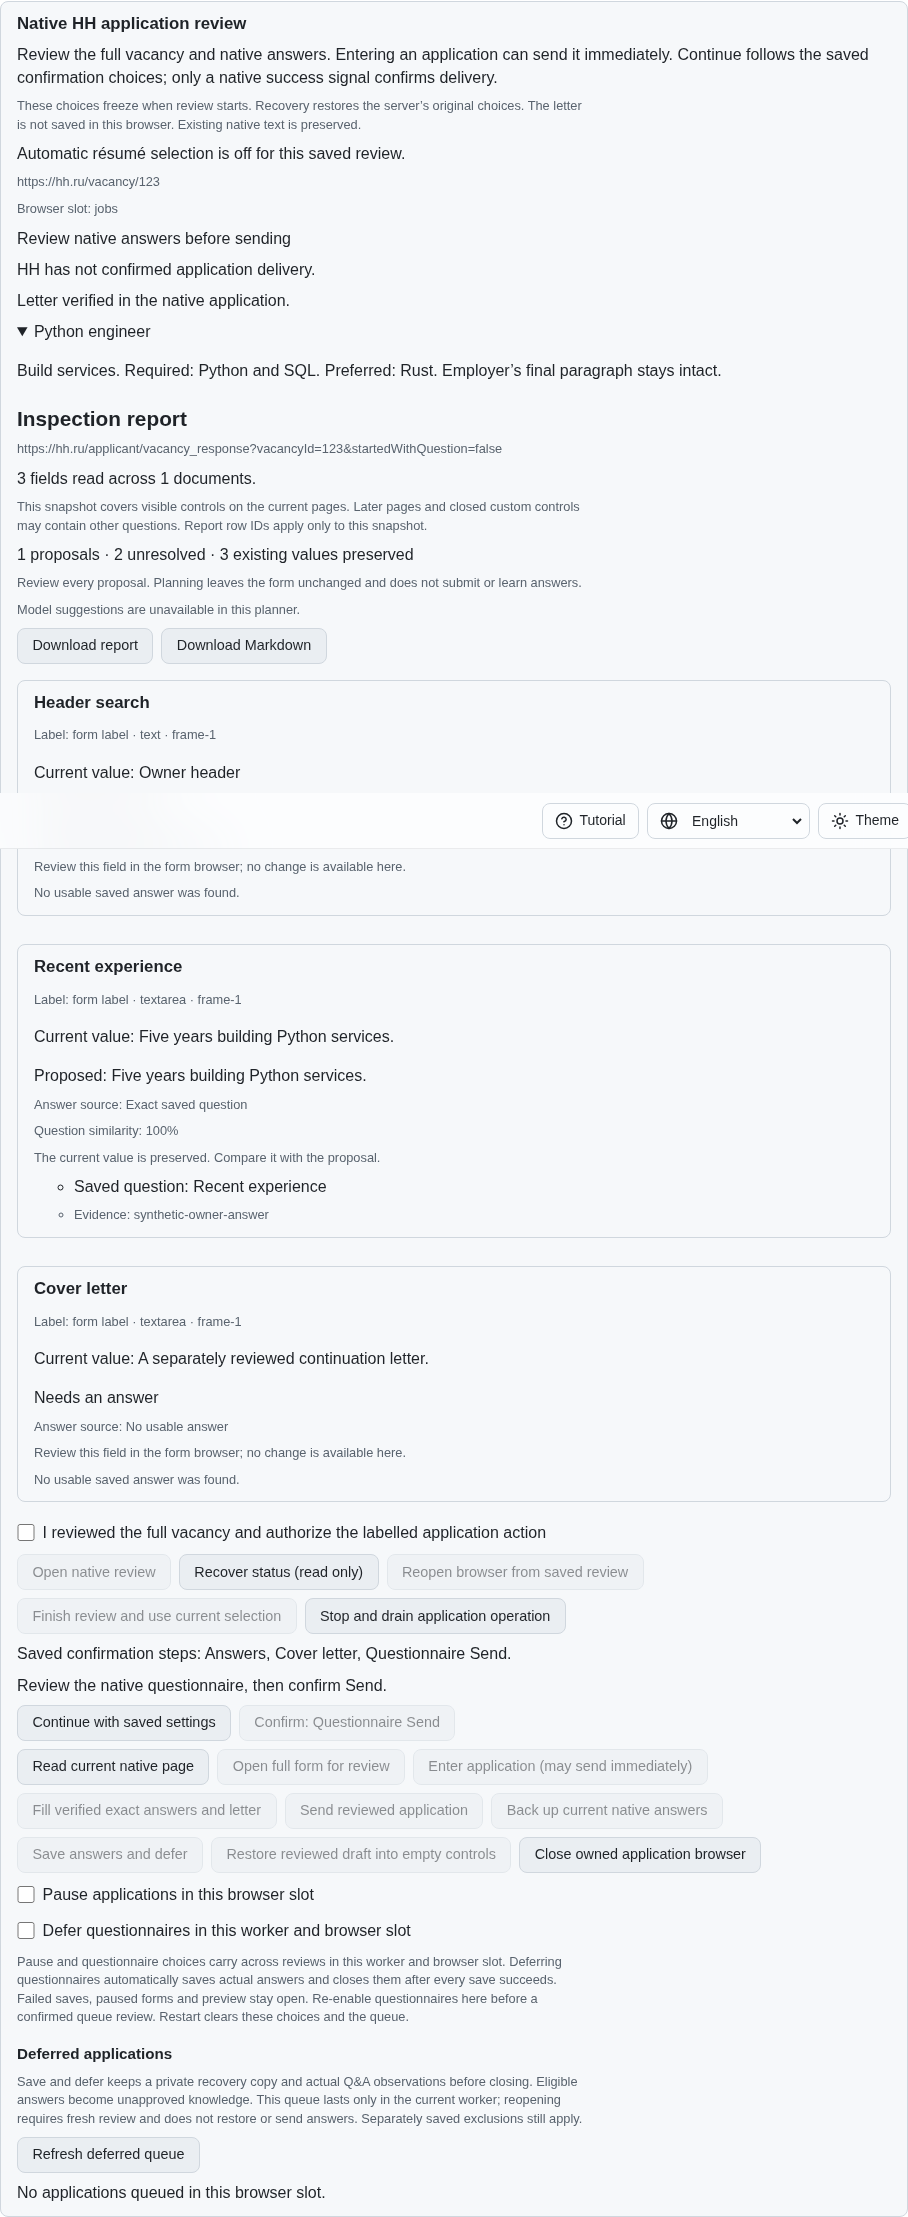 Native HH application review
Review the full vacancy and native answers. Entering an application can send it immediately. Continue follows the saved
confirmation choices; only a native success signal confirms delivery.
These choices freeze when review starts. Recovery restores the server’s original choices. The letter
is not saved in this browser. Existing native text is preserved.
Automatic résumé selection is off for this saved review.
https://hh.ru/vacancy/123
Browser slot: jobs
Review native answers before sending
HH has not confirmed application delivery.
Letter verified in the native application.
Python engineer
Build services. Required: Python and SQL. Preferred: Rust. Employer’s final paragraph stays intact.
Inspection report
https://hh.ru/applicant/vacancy_response?vacancyId=123&startedWithQuestion=false
3 fields read across 1 documents.
This snapshot covers visible controls on the current pages. Later pages and closed custom controls
may contain other questions. Report row IDs apply only to this snapshot.
1 proposals · 2 unresolved · 3 existing values preserved
Review every proposal. Planning leaves the form unchanged and does not submit or learn answers.
Model suggestions are unavailable in this planner.
Download report Download Markdown
Header search
Label: form label · text · frame-1
Current value: Owner header
Tutorial English Theme
Review this field in the form browser; no change is available here.
No usable saved answer was found.
Recent experience
Label: form label · textarea · frame-1
Current value: Five years building Python services.
Proposed: Five years building Python services.
Answer source: Exact saved question
Question similarity: 100%
The current value is preserved. Compare it with the proposal.
Saved question: Recent experience
Evidence: synthetic-owner-answer
Cover letter
Label: form label · textarea · frame-1
Current value: A separately reviewed continuation letter.
Needs an answer
Answer source: No usable answer
Review this field in the form browser; no change is available here.
No usable saved answer was found.
I reviewed the full vacancy and authorize the labelled application action
Open native review Recover status (read only) Reopen browser from saved review
Finish review and use current selection Stop and drain application operation
Saved confirmation steps: Answers, Cover letter, Questionnaire Send.
Review the native questionnaire, then confirm Send.
Continue with saved settings Confirm: Questionnaire Send
Read current native page Open full form for review Enter application (may send immediately)
Fill verified exact answers and letter Send reviewed application Back up current native answers
Save answers and defer Restore reviewed draft into empty controls Close owned application browser
Pause applications in this browser slot
Defer questionnaires in this worker and browser slot
Pause and questionnaire choices carry across reviews in this worker and browser slot. Deferring
questionnaires automatically saves actual answers and closes them after every save succeeds.
Failed saves, paused forms and preview stay open. Re-enable questionnaires here before a
confirmed queue review. Restart clears these choices and the queue.
Deferred applications
Save and defer keeps a private recovery copy and actual Q&A observations before closing. Eligible
answers become unapproved knowledge. This queue lasts only in the current worker; reopening
requires fresh review and does not restore or send answers. Separately saved exclusions still apply.
Refresh deferred queue
No applications queued in this browser slot.